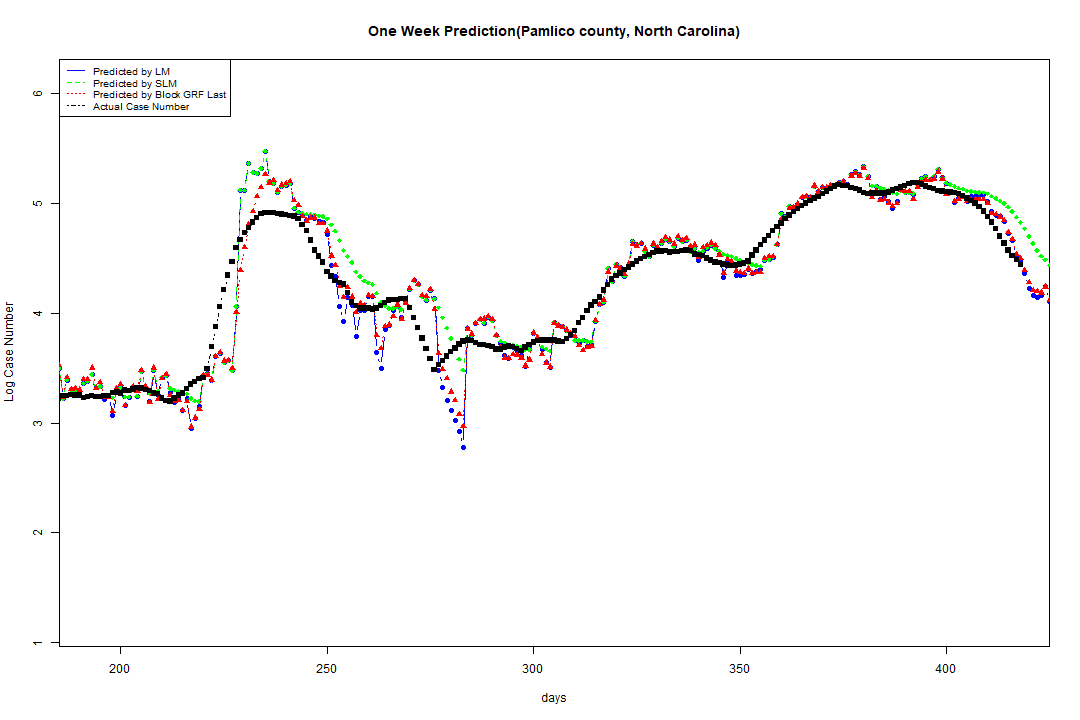 One Week Prediction(Pamlico county, North Carolina)
Predicted by LM
Predicted by SLM
Predicted by Block GRF Last
Actual Case Number
6
5
4
3
2
1
Log Case Number
200 250 300 350 400
days